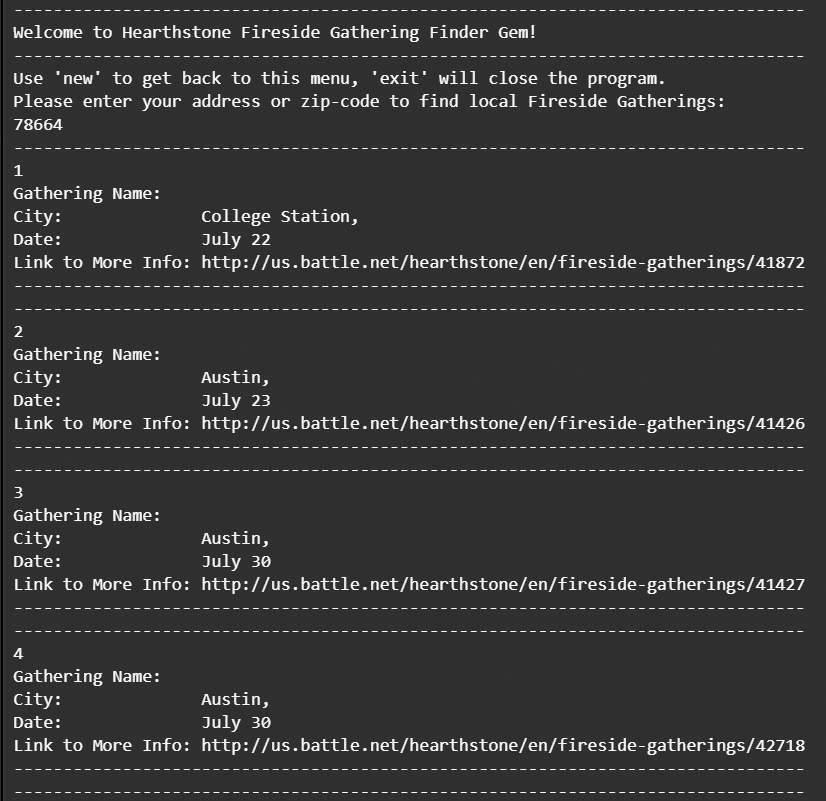 --------------------------------------------------------------------------------
Welcome to Hearthstone Fireside Gathering Finder Gem!
--------------------------------------------------------------------------------
Use 'new' to get back to this menu, 'exit' will close the program.
Please enter your address or zip-code to find local Fireside Gatherings:
78664
--------------------------------------------------------------------------------
1
Gathering Name:
City:              College Station,
Date:              July 22
Link to More Info: http://us.battle.net/hearthstone/en/fireside-gatherings/41872
--------------------------------------------------------------------------------
--------------------------------------------------------------------------------
2
Gathering Name:
City:              Austin,
Date:              July 23
Link to More Info: http://us.battle.net/hearthstone/en/fireside-gatherings/41426
--------------------------------------------------------------------------------
--------------------------------------------------------------------------------
3
Gathering Name:
City:              Austin,
Date:              July 30
Link to More Info: http://us.battle.net/hearthstone/en/fireside-gatherings/41427
--------------------------------------------------------------------------------
--------------------------------------------------------------------------------
4
Gathering Name:
City:              Austin,
Date:              July 30
Link to More Info: http://us.battle.net/hearthstone/en/fireside-gatherings/42718
--------------------------------------------------------------------------------
--------------------------------------------------------------------------------